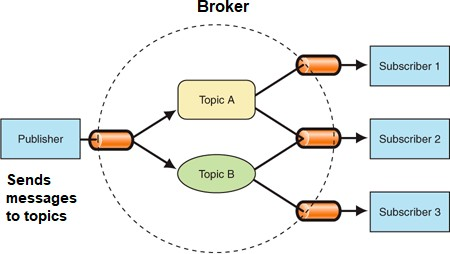 Broker
Topic A
Topic B
Publisher
Sends
messages
to topics
Subscriber 1
Subscriber 2
Subscriber 3